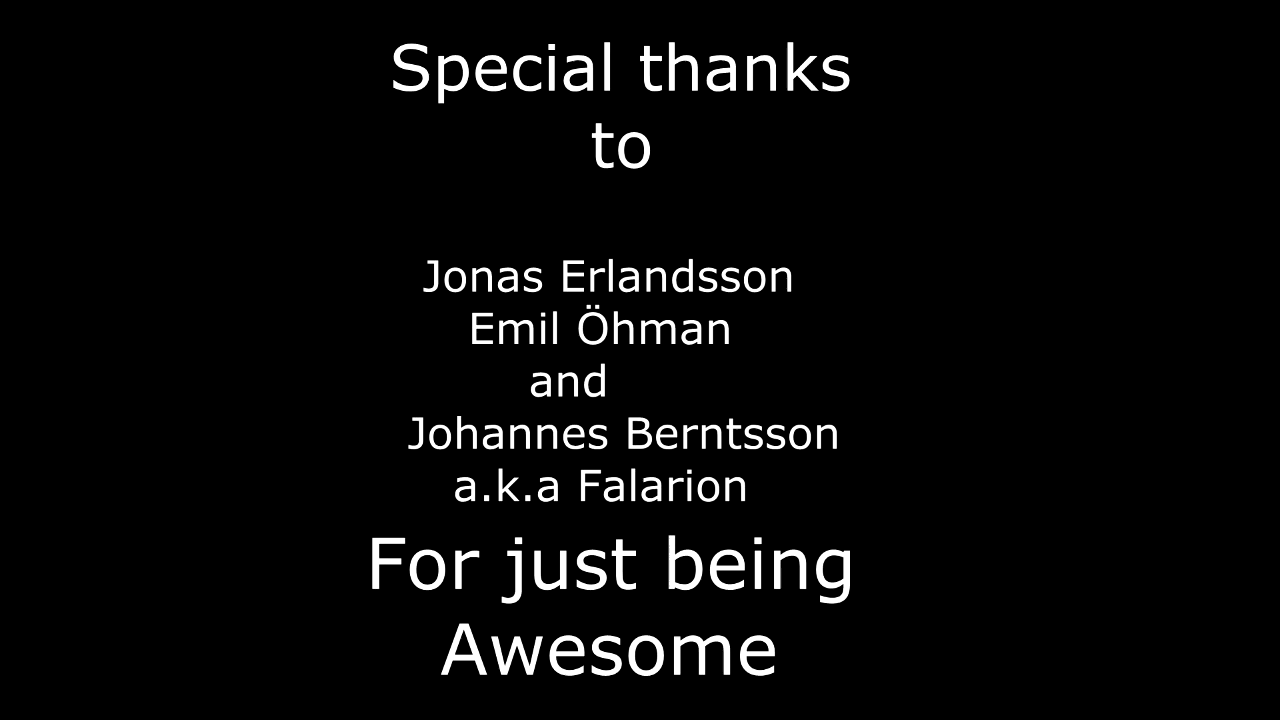 Special thanks
to
Jonas Erlandsson
Emil Öhman
and
Johannes Berntsson
a.k.a Falarion
For just being
Awesome